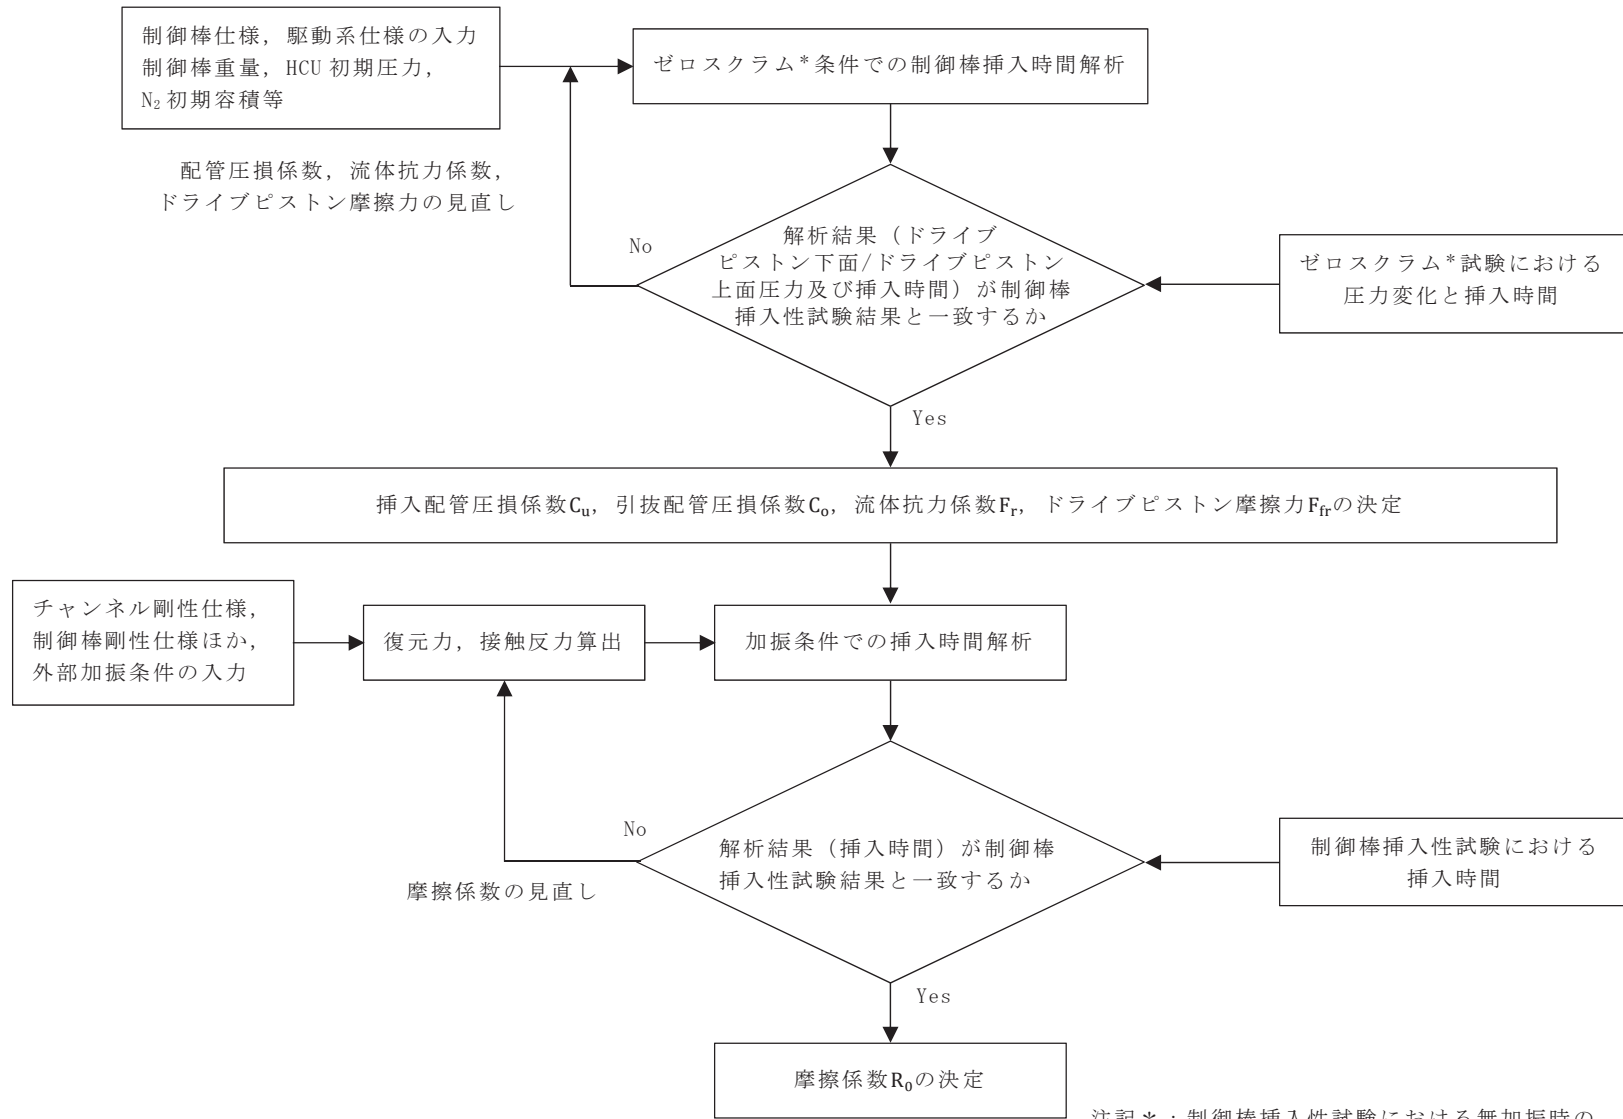 制御棒仕様，駆動系仕様の入力
制御棒重量，HCU 初期圧力，
N₂ 初期容積等
ゼロスクラム*条件での制御棒挿入時間解析
配管圧損係数，流体抗力係数，
ドライブピストン摩擦力の見直し
No
解析結果（ドライブ
ピストン下面/ドライブピストン
上面圧力及び挿入時間）が制御棒
挿入性試験結果と一致するか
ゼロスクラム*試験における
圧力変化と挿入時間
Yes
挿入配管圧損係数Cᵤ，引抜配管圧損係数Cₒ，流体抗力係数Fᵣ，ドライブピストン摩擦力F_frの決定
チャンネル剛性仕様，
制御棒剛性仕様ほか，
外部加振条件の入力
復元力，接触反力算出
加振条件での挿入時間解析
No
解析結果（挿入時間）が制御棒
挿入性試験結果と一致するか
制御棒挿入性試験における
挿入時間
摩擦係数の見直し
Yes
摩擦係数R₀の決定
注記＊：制御棒挿入性試験における無加振時の